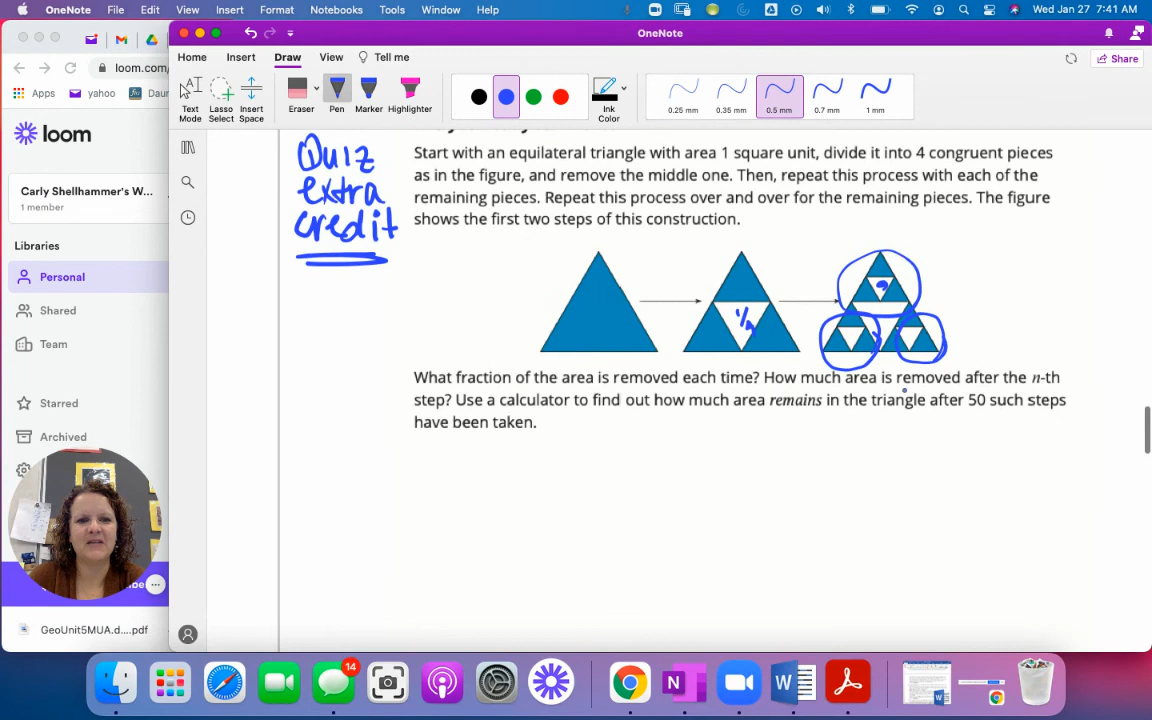 OneNote File Edit View Insert Format Notebooks Tools Window Help Wed Jan 27 7:41 AM
OneNote
loom.com/
Apps yahoo Daur
Home Insert Draw View Tell me Share
Text Mode Lasso Select Insert Space Eraser Pen Marker Highlighter Ink Color 0.25 mm 0.35 mm 0.5 mm 0.7 mm 1 mm
loom
Carly Shellhammer's W...
1 member
Libraries
Personal
Shared
Team
Starred
Archived
GeoUnit5MUA.d....pdf
Quiz
extra
credit
Start with an equilateral triangle with area 1 square unit, divide it into 4 congruent pieces
as in the figure, and remove the middle one. Then, repeat this process with each of the
remaining pieces. Repeat this process over and over for the remaining pieces. The figure
shows the first two steps of this construction.
1/4
What fraction of the area is removed each time? How much area is removed after the n-th
step? Use a calculator to find out how much area remains in the triangle after 50 such steps
have been taken.
14